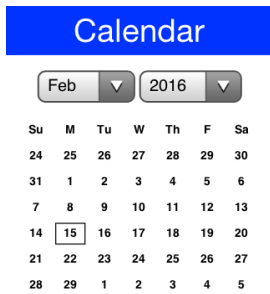 Calendar
Feb 2016
Su M Tu W Th F Sa
24 25 26 27 28 29 30
31 1 2 3 4 5 6
7 8 9 10 11 12 13
14 15 16 17 18 19 20
21 22 23 24 25 26 27
28 29 1 2 3 4 5